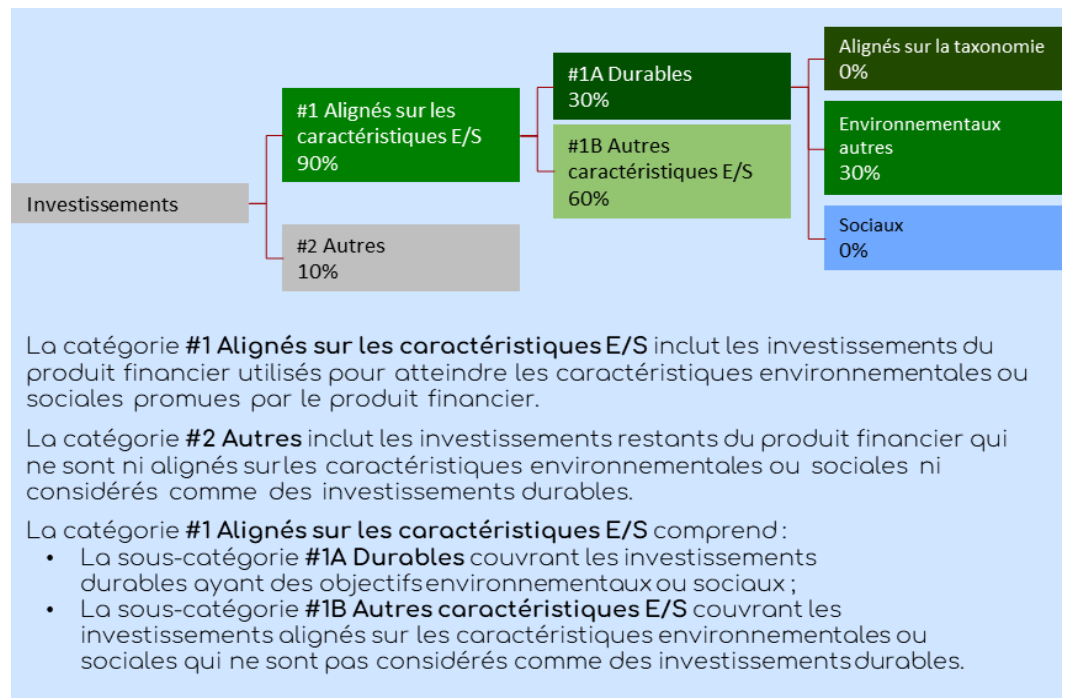 Investissements
#1 Alignés sur les
caractéristiques E/S
90%
#2 Autres
10%
#1A Durables
30%
#1B Autres
caractéristiques E/S
60%
Alignés sur la taxonomie
0%
Environnementaux
autres
30%
Sociaux
0%
La catégorie #1 Alignés sur les caractéristiques E/S inclut les investissements du
produit financier utilisés pour atteindre les caractéristiques environnementales ou
sociales promues par le produit financier.
La catégorie #2 Autres inclut les investissements restants du produit financier qui
ne sont ni alignés sur les caractéristiques environnementales ou sociales ni
considérés comme des investissements durables.
La catégorie #1 Alignés sur les caractéristiques E/S comprend :
• La sous-catégorie #1A Durables couvrant les investissements
durables ayant des objectifs environnementaux ou sociaux ;
• La sous-catégorie #1B Autres caractéristiques E/S couvrant les
investissements alignés sur les caractéristiques environnementales ou
sociales qui ne sont pas considérés comme des investissements durables.